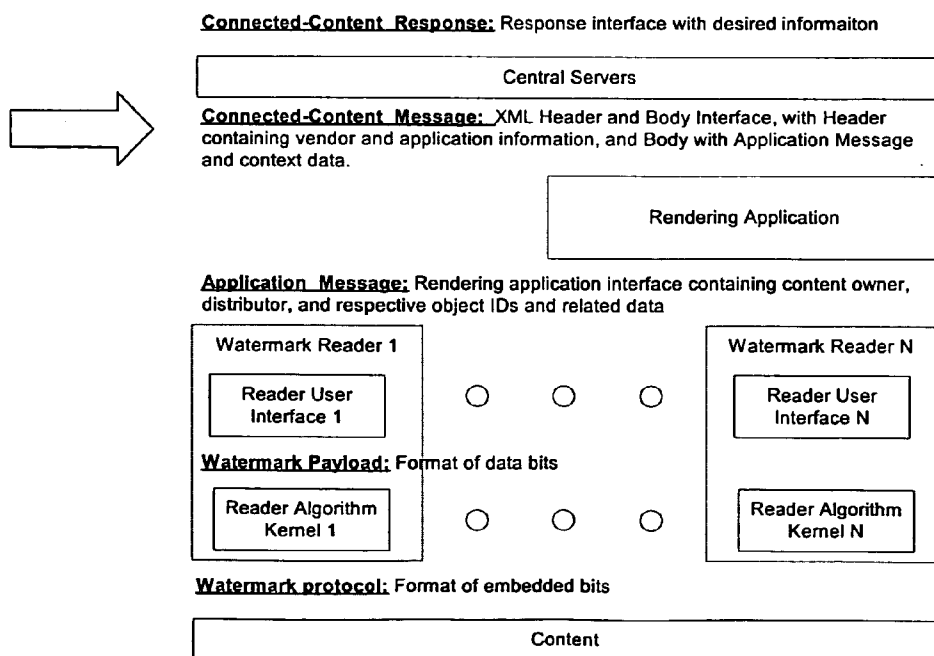 Connected-Content Response: Response interface with desired informaiton
Central Servers
Connected-Content Message: XML Header and Body Interface, with Header
containing vendor and application information, and Body with Application Message
and context data.
Rendering Application
Application Message: Rendering application interface containing content owner,
distributor, and respective object IDs and related data
Watermark Reader 1
Watermark Reader N
Reader User
Interface 1
Reader User
Interface N
Watermark Payload: Format of data bits
Reader Algorithm
Kernel 1
Reader Algorithm
Kernel N
Watermark protocol: Format of embedded bits
Content